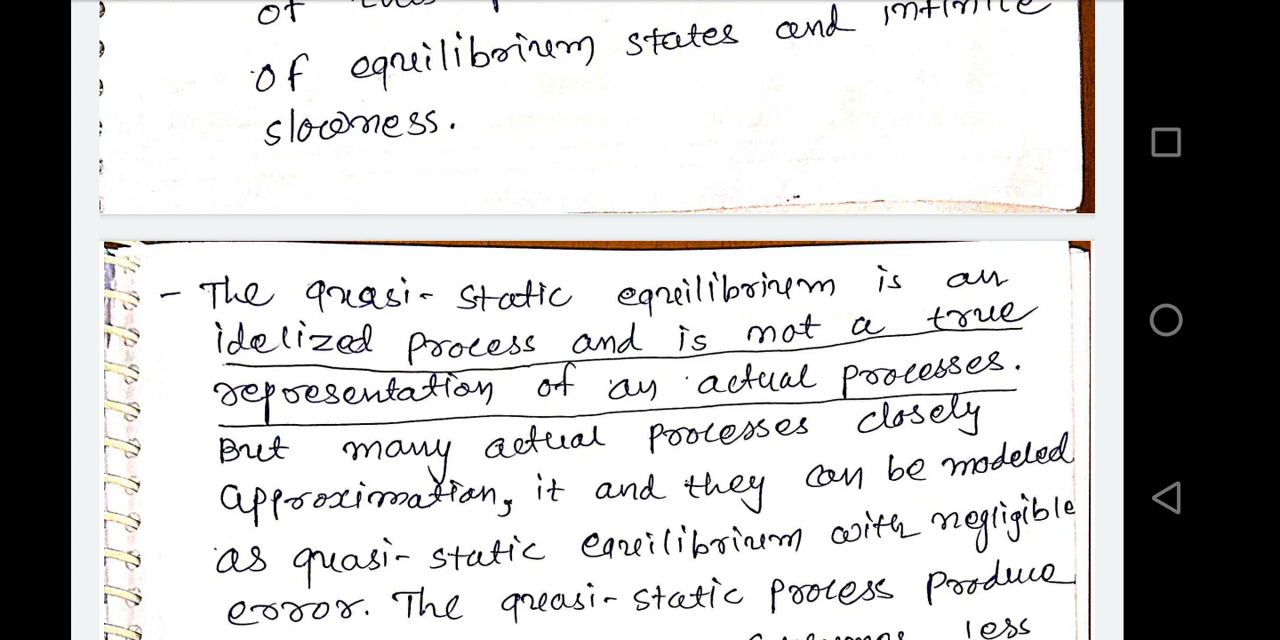 of
of equilibrium states and infinite
slowness.
- The quasi-static equilibrium is an
idelized process and is not a true
representation of an actual processes.
But many actual processes closely
approximation, it and they can be modeled
as quasi-static equilibrium with negligible
error. The quasi-static process produce
less